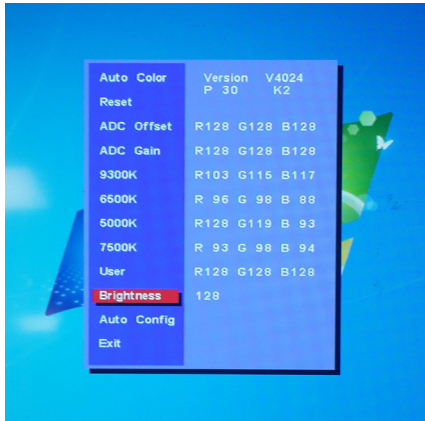 Auto Color Version V4024
P 30 K2
Reset
ADC Offset R128 G128 B128
ADC Gain R128 G128 B128
9300K R103 G115 B117
6500K R 96 G 98 B 88
5000K R128 G119 B 93
7500K R 93 G 98 B 94
User R128 G128 B128
Brightness 128
Auto Config
Exit